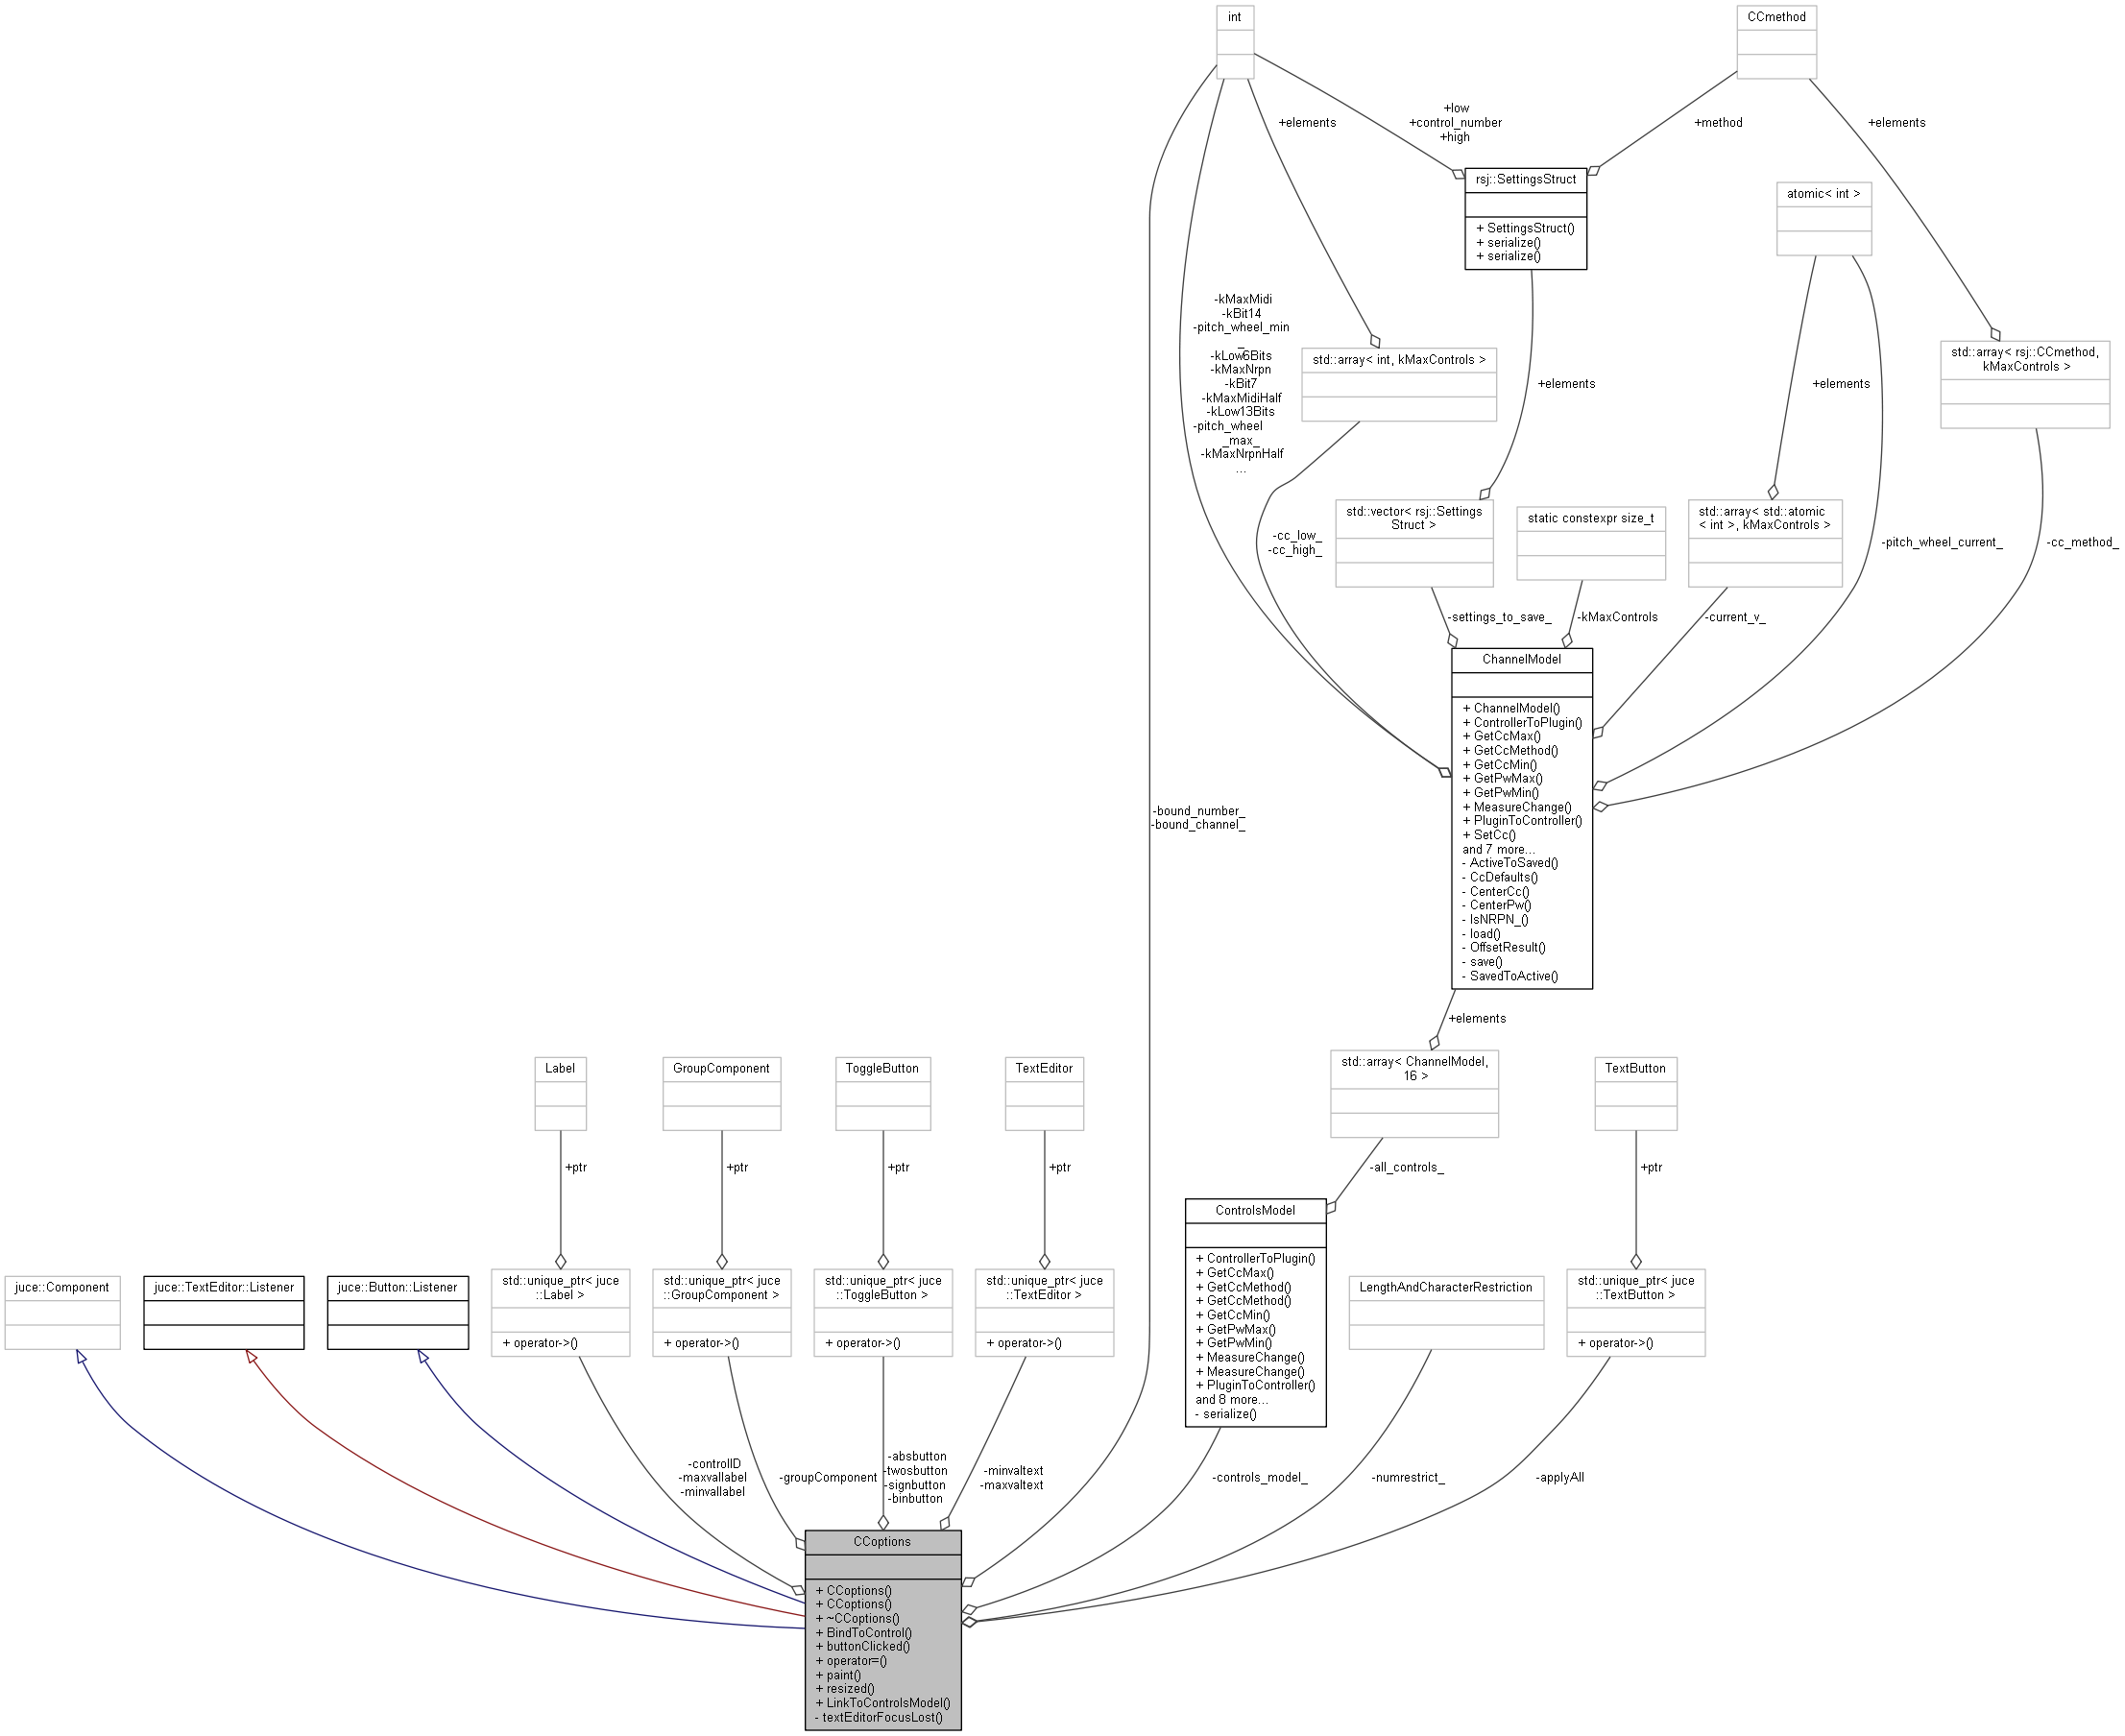 int
CCmethod
+low
+control_number
+high
+elements
+method
+elements
rsj::SettingsStruct
+ SettingsStruct()
+ serialize()
+ serialize()
atomic< int >
-kMaxMidi
-kBit14
-pitch_wheel_min
_
-kLow6Bits
-kMaxNrpn
-kBit7
-kMaxMidiHalf
-kLow13Bits
-pitch_wheel
_max_
-kMaxNrpnHalf
...
std::array< int, kMaxControls >
+elements
+elements
std::array< rsj::CCmethod,
kMaxControls >
-cc_low_
-cc_high_
std::vector< rsj::Settings
Struct >
static constexpr size_t
std::array< std::atomic
< int >, kMaxControls >
-pitch_wheel_current_
-cc_method_
-settings_to_save_
-kMaxControls
-current_v_
ChannelModel
+ ChannelModel()
+ ControllerToPlugin()
+ GetCcMax()
+ GetCcMethod()
+ GetCcMin()
+ GetPwMax()
+ GetPwMin()
+ MeasureChange()
+ PluginToController()
+ SetCc()
and 7 more...
- ActiveToSaved()
- CcDefaults()
- CenterCc()
- CenterPw()
- IsNRPN_()
- load()
- OffsetResult()
- save()
- SavedToActive()
-bound_number_
-bound_channel_
+elements
std::array< ChannelModel,
16 >
Label
GroupComponent
ToggleButton
TextEditor
TextButton
+ptr
+ptr
+ptr
+ptr
-all_controls_
+ptr
ControlsModel
+ ControllerToPlugin()
+ GetCcMax()
+ GetCcMethod()
+ GetCcMethod()
+ GetCcMin()
+ GetPwMax()
+ GetPwMin()
+ MeasureChange()
+ MeasureChange()
+ PluginToController()
and 8 more...
- serialize()
juce::Component
juce::TextEditor::Listener
juce::Button::Listener
std::unique_ptr< juce
::Label >
+ operator->()
std::unique_ptr< juce
::GroupComponent >
+ operator->()
std::unique_ptr< juce
::ToggleButton >
+ operator->()
std::unique_ptr< juce
::TextEditor >
+ operator->()
LengthAndCharacterRestriction
std::unique_ptr< juce
::TextButton >
+ operator->()
-controlID
-maxvallabel
-minvallabel
-groupComponent
-absbutton
-twosbutton
-signbutton
-binbutton
-minvaltext
-maxvaltext
-controls_model_
-numrestrict_
-applyAll
CCoptions
+ CCoptions()
+ CCoptions()
+ ~CCoptions()
+ BindToControl()
+ buttonClicked()
+ operator=()
+ paint()
+ resized()
+ LinkToControlsModel()
- textEditorFocusLost()